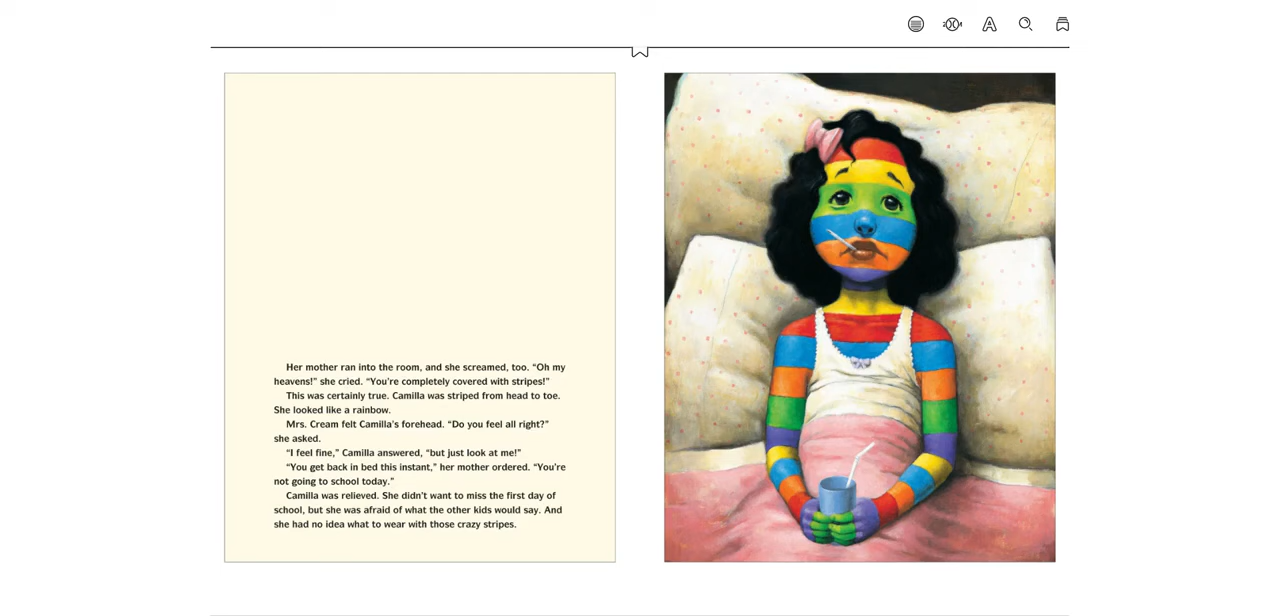 Her mother ran into the room, and she screamed, too. “Oh my
heavens!” she cried. “You’re completely covered with stripes!”
This was certainly true. Camilla was striped from head to toe.
She looked like a rainbow.
Mrs. Cream felt Camilla’s forehead. “Do you feel all right?”
she asked.
“I feel fine,” Camilla answered, “but just look at me!”
“You get back in bed this instant,” her mother ordered. “You’re
not going to school today.”
Camilla was relieved. She didn’t want to miss the first day of
school, but she was afraid of what the other kids would say. And
she had no idea what to wear with those crazy stripes.